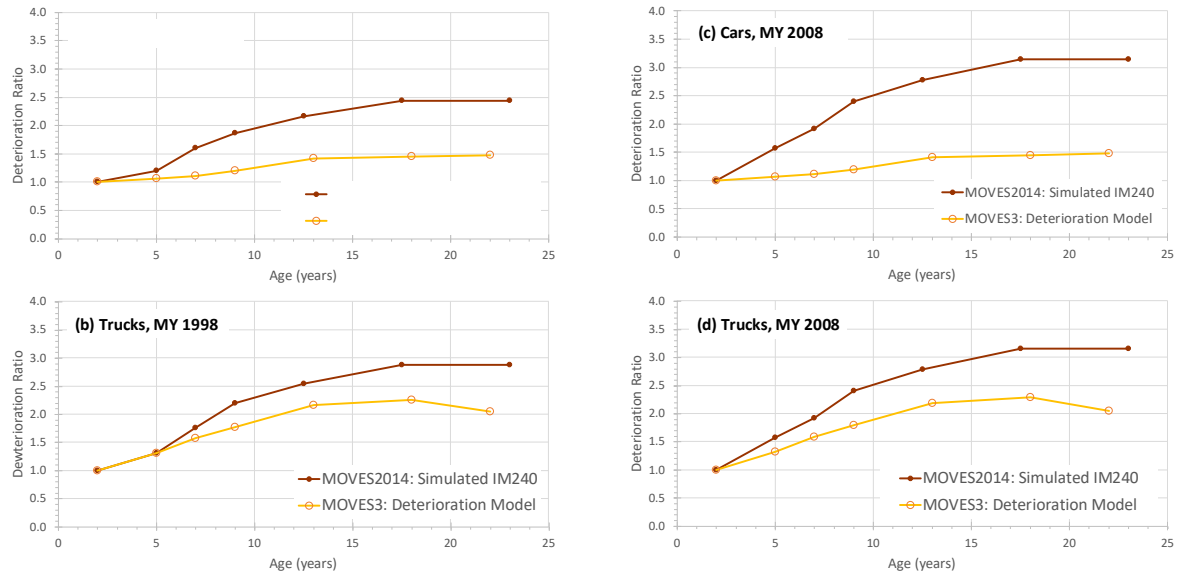 4.0
3.5
3.0
2.5
2.0
1.5
1.0
0.5
0.0
Deterioration Ratio
0 5 10 15 20 25
Age (years)
(c) Cars, MY 2008
4.0
3.5
3.0
2.5
2.0
1.5
1.0
0.5
0.0
Deterioration Ratio
MOVES2014: Simulated IM240
MOVES3: Deterioration Model
0 5 10 15 20 25
Age (years)
(b) Trucks, MY 1998
4.0
3.5
3.0
2.5
2.0
1.5
1.0
0.5
0.0
Dewterioration Ratio
MOVES2014: Simulated IM240
MOVES3: Deterioration Model
0 5 10 15 20 25
Age (years)
(d) Trucks, MY 2008
4.0
3.5
3.0
2.5
2.0
1.5
1.0
0.5
0.0
Deterioration Ratio
MOVES2014: Simulated IM240
MOVES3: Deterioration Model
0 5 10 15 20 25
Age (years)